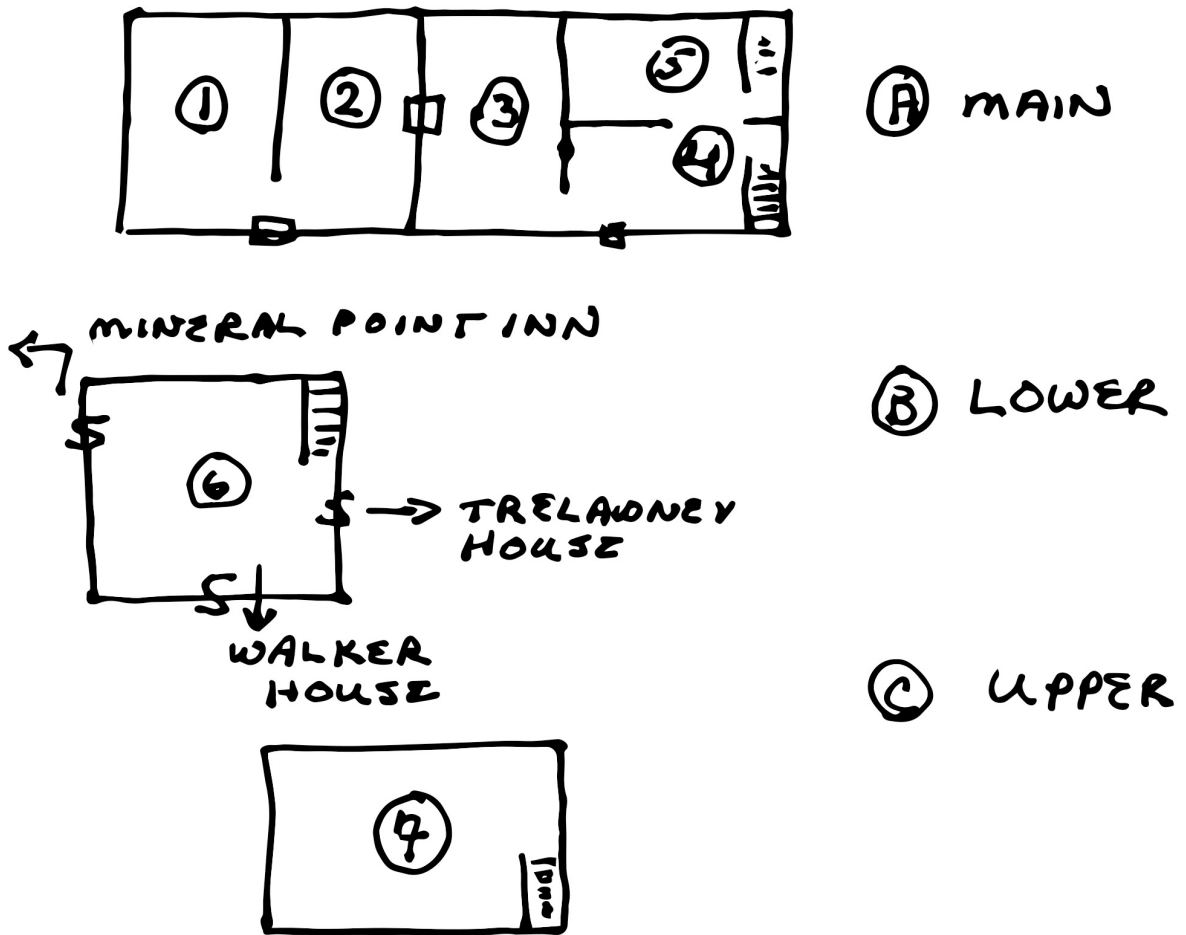 1 2 3 5 4
A MAIN
MINERAL POINT INN
B LOWER
6
S
S TRELAWNEY
HOUSE
S
WALKER
HOUSE
C UPPER
7